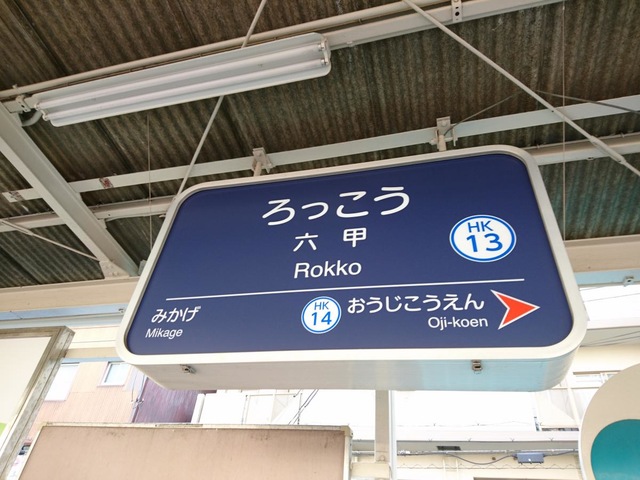 ろっこう
六甲
Rokko
HK
13
みかげ
Mikage
HK
14
おうじこうえん
Oji-koen